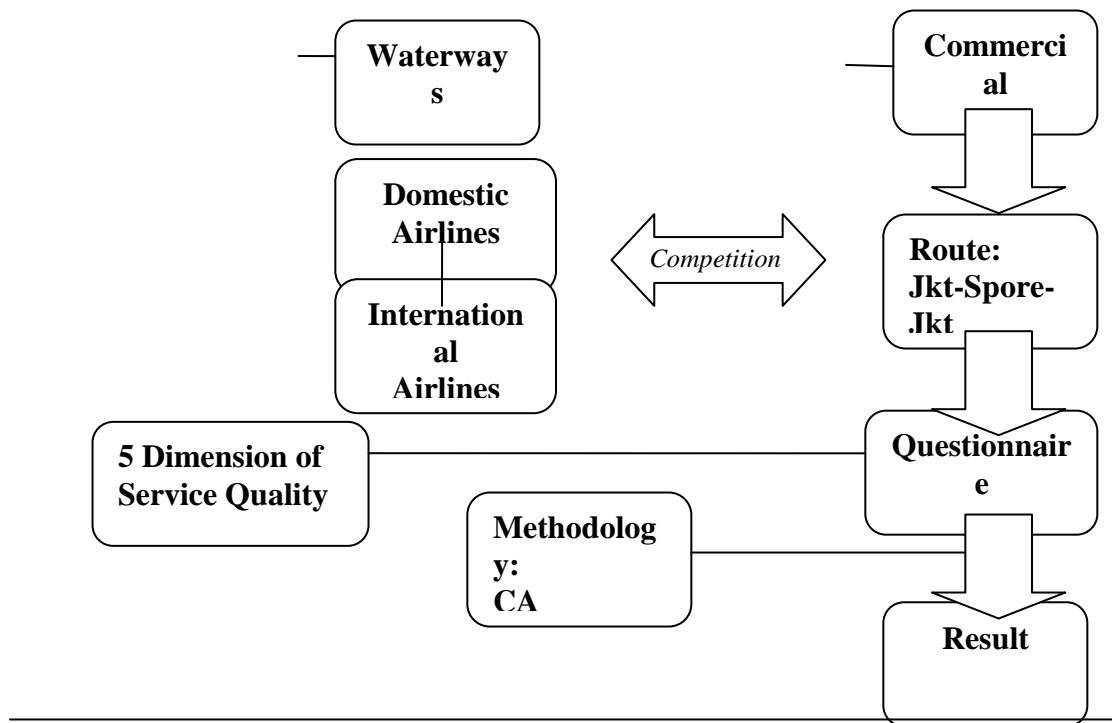 Waterway
s
Commerci
al
Domestic
Airlines
Competition
Route:
Jkt-Spore-
Jkt
Internation
al
Airlines
5 Dimension of
Service Quality
Questionnair
e
Methodolog
y:
CA
Result